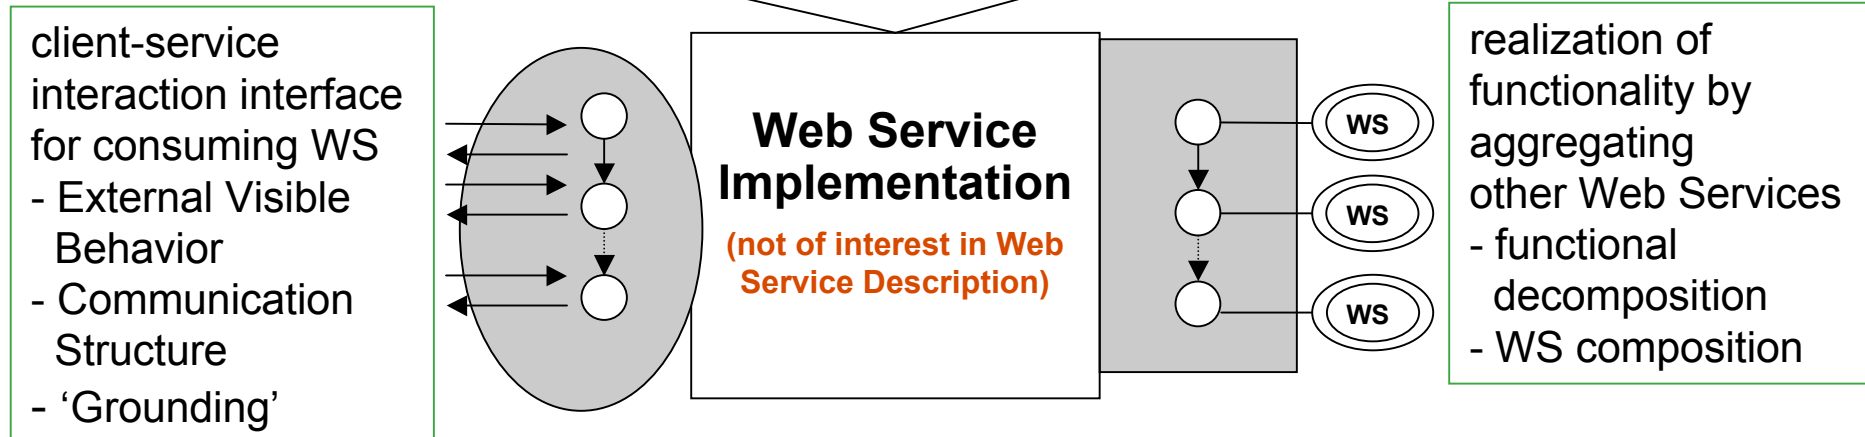 client-service
interaction interface
for consuming WS
- External Visible
Behavior
- Communication
Structure
- ‘Grounding’
Web Service
Implementation
(not of interest in Web
Service Description)
WS
WS
WS
realization of
functionality by
aggregating
other Web Services
- functional
decomposition
- WS composition